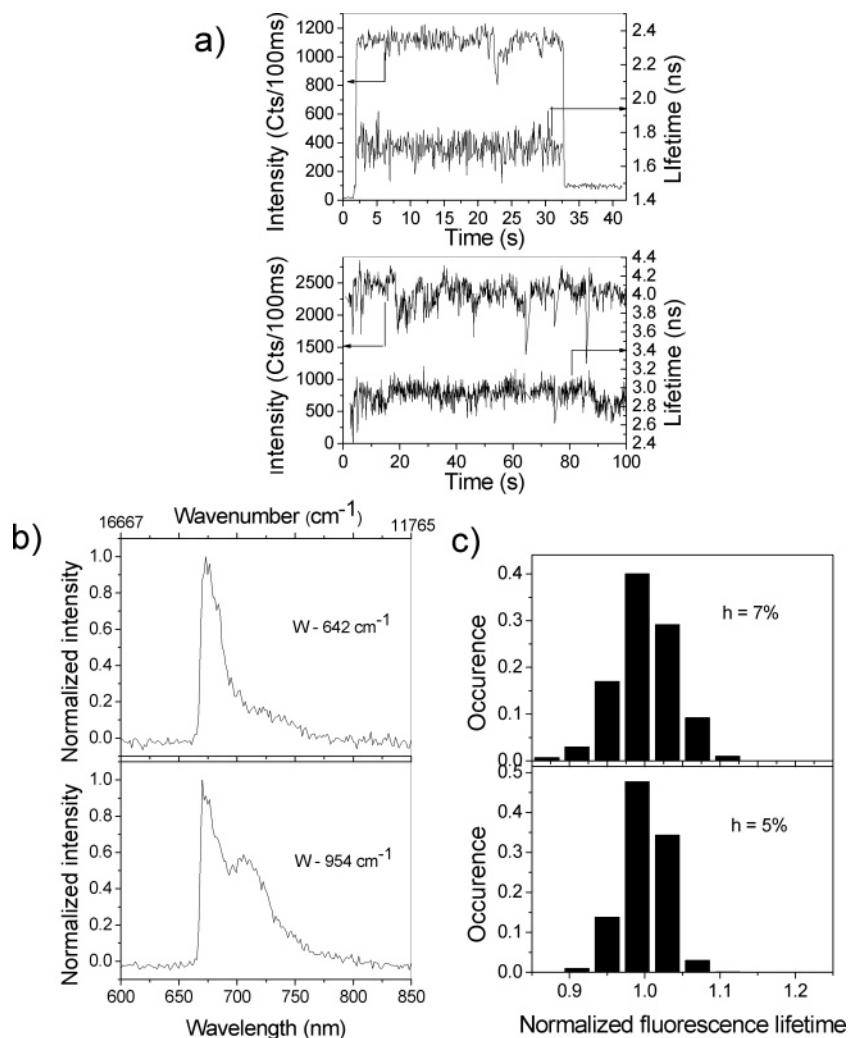 a)
1200
1000
800
600
400
200
0
Intensity (Cts/100ms)
2.4
2.2
2.0
1.8
1.6
1.4
LIfetime (ns)
0 5 10 15 20 25 30 35 40
Time (s)
2500
2000
1500
1000
500
0
Intensity (Cts/100ms)
4.4
4.2
4.0
3.8
3.6
3.4
3.2
3.0
2.8
2.6
2.4
Lifetime (ns)
0 20 40 60 80 100
Time (s)
b)
Wavenumber (cm⁻¹)
16667 11765
1.0
0.8
0.6
0.4
0.2
0.0
Normalized intensity
W - 642 cm⁻¹
1.0
0.8
0.6
0.4
0.2
0.0
Normalized intensity
W - 954 cm⁻¹
600 650 700 750 800 850
Wavelength (nm)
c)
0.4
0.3
0.2
0.1
0.0
Occurence
h = 7%
0.5
0.4
0.3
0.2
0.1
0.0
Occurence
h = 5%
0.9 1.0 1.1 1.2
Normalized fluorescence lifetime